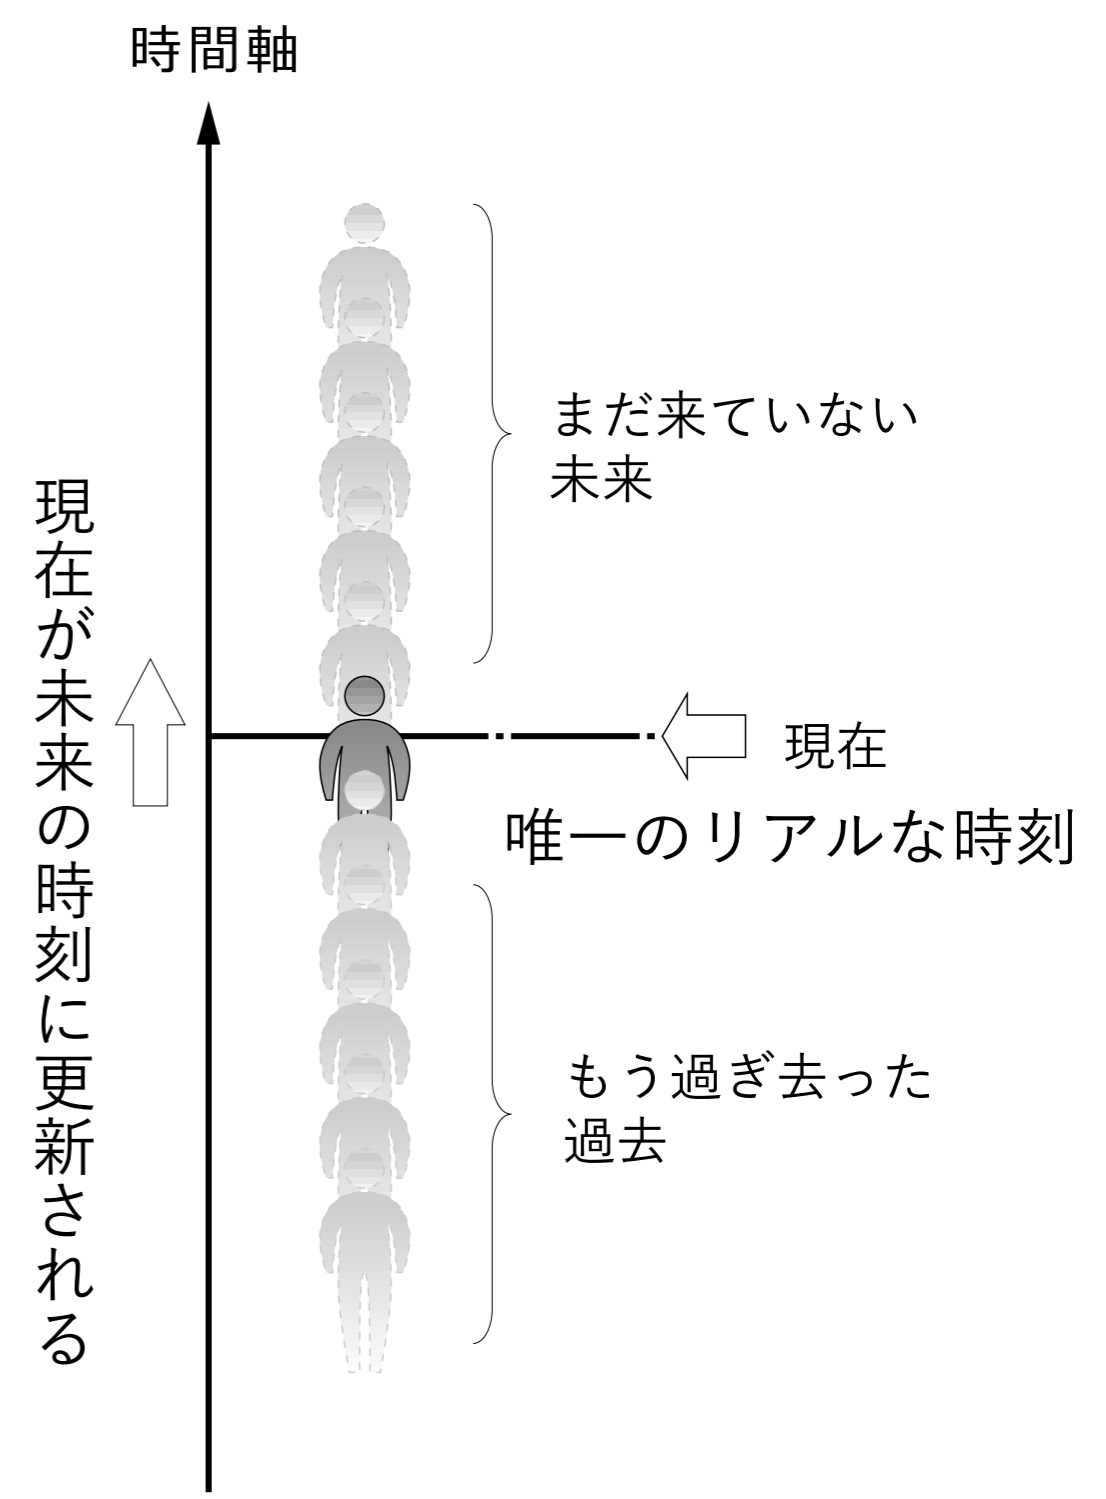 時間軸
まだ来ていない
未来
現在が未来の時刻に更新される
現在
唯一のリアルな時刻
もう過ぎ去った
過去